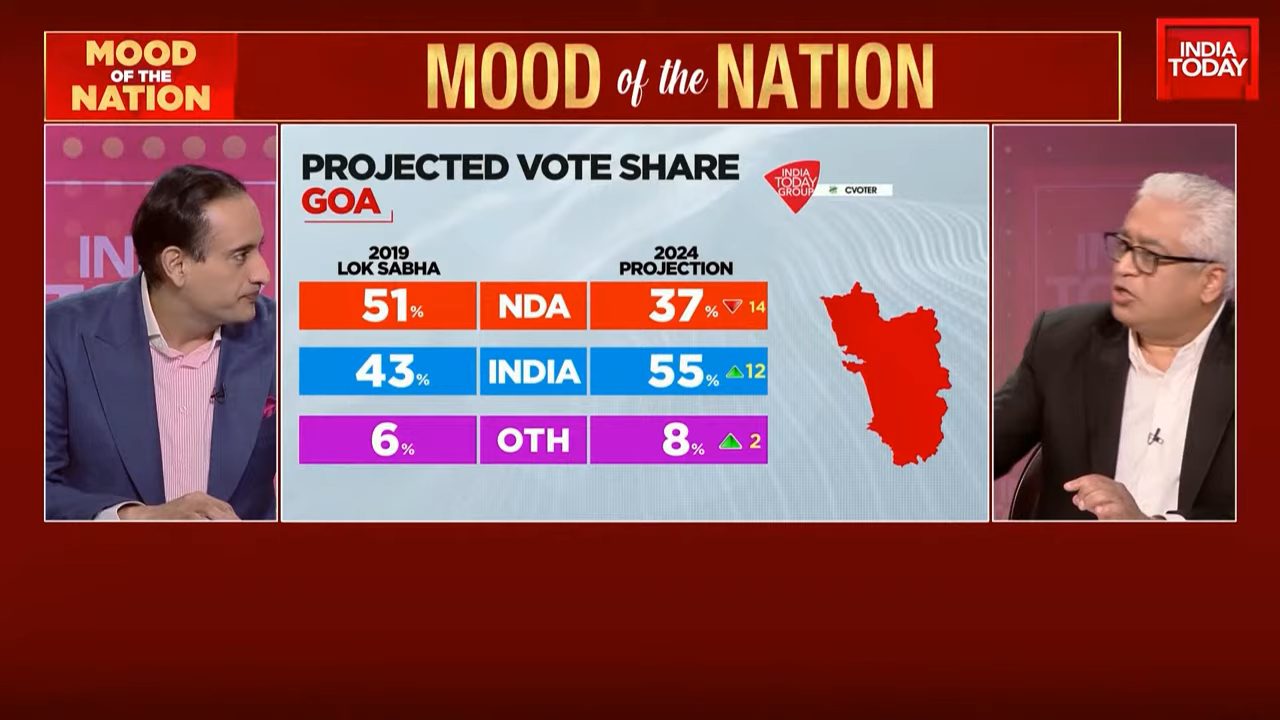 MOOD
OF THE
NATION
MOOD of the NATION
INDIA
TODAY
PROJECTED VOTE SHARE
GOA
INDIA
TODAY
GROUP
CVOTER
2019
LOK SABHA
2024
PROJECTION
51% NDA 37% 14
43% INDIA 55% 12
6% OTH 8% 2
IN